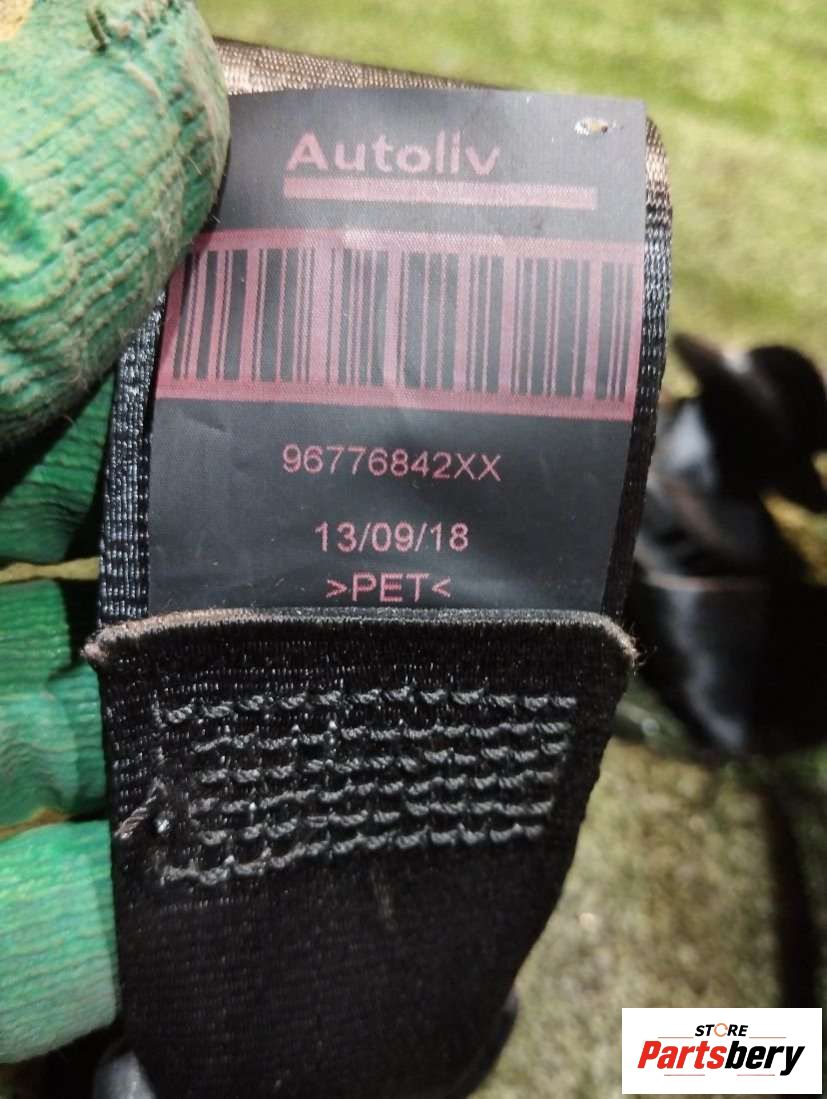 Autoliv
96776842XX
13/09/18
>PET<
STORE
Partsbery